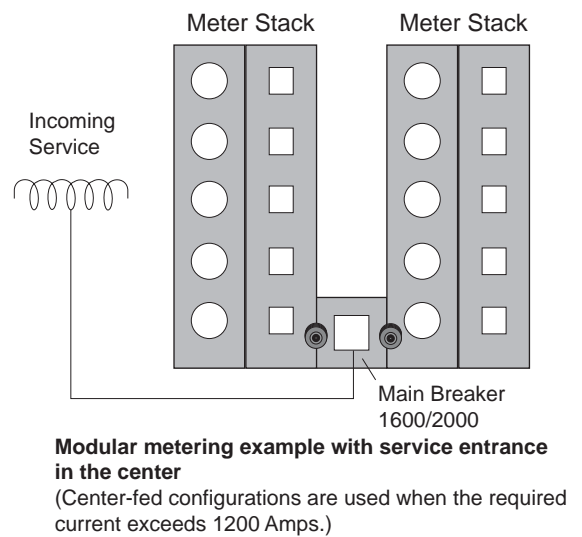 Meter Stack
Meter Stack
Incoming
Service
Main Breaker
1600/2000
Modular metering example with service entrance
in the center
(Center-fed configurations are used when the required
current exceeds 1200 Amps.)